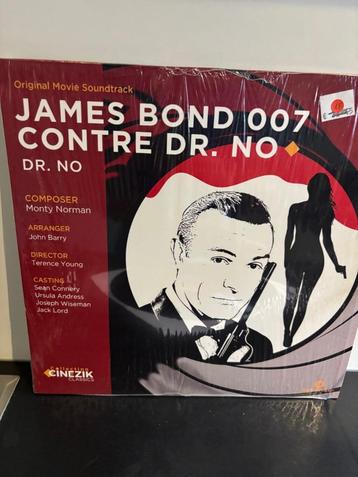 Original Movie Soundtrack
JAMES BOND 007
CONTRE DR. NO
DR. NO
COMPOSER
Monty Norman
ARRANGER
John Barry
DIRECTOR
Terence Young
CASTING
Sean Connery
Ursula Andress
Joseph Wiseman
Jack Lord
Collection
CINEZIK
CLASSICS